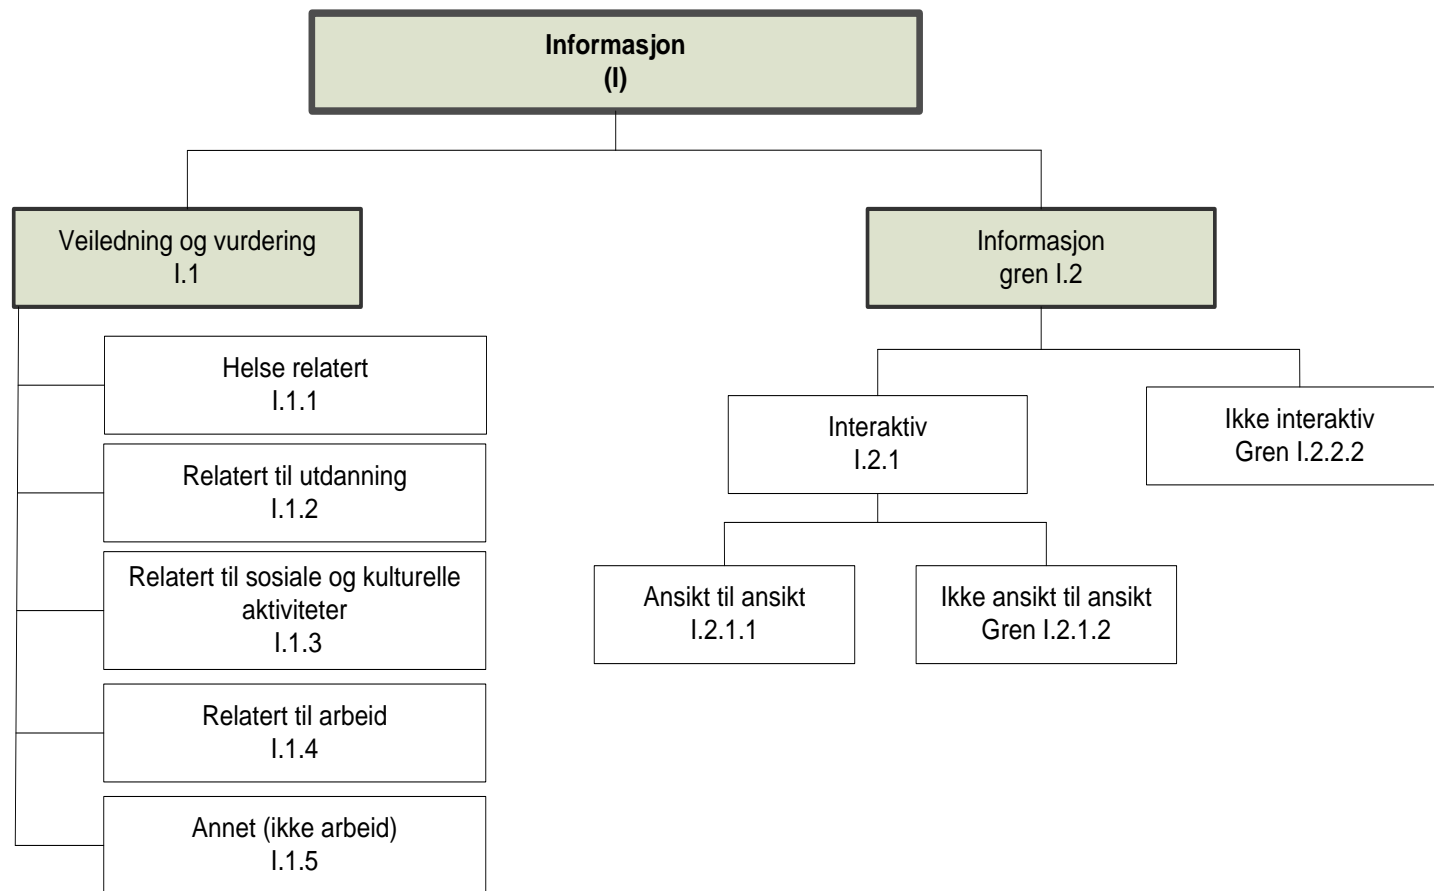 Informasjon
(I)
Veiledning og vurdering
I.1
Informasjon
gren I.2
Helse relatert
I.1.1
Relatert til utdanning
I.1.2
Relatert til sosiale og kulturelle
aktiviteter
I.1.3
Relatert til arbeid
I.1.4
Annet (ikke arbeid)
I.1.5
Interaktiv
I.2.1
Ikke interaktiv
Gren I.2.2.2
Ansikt til ansikt
I.2.1.1
Ikke ansikt til ansikt
Gren I.2.1.2